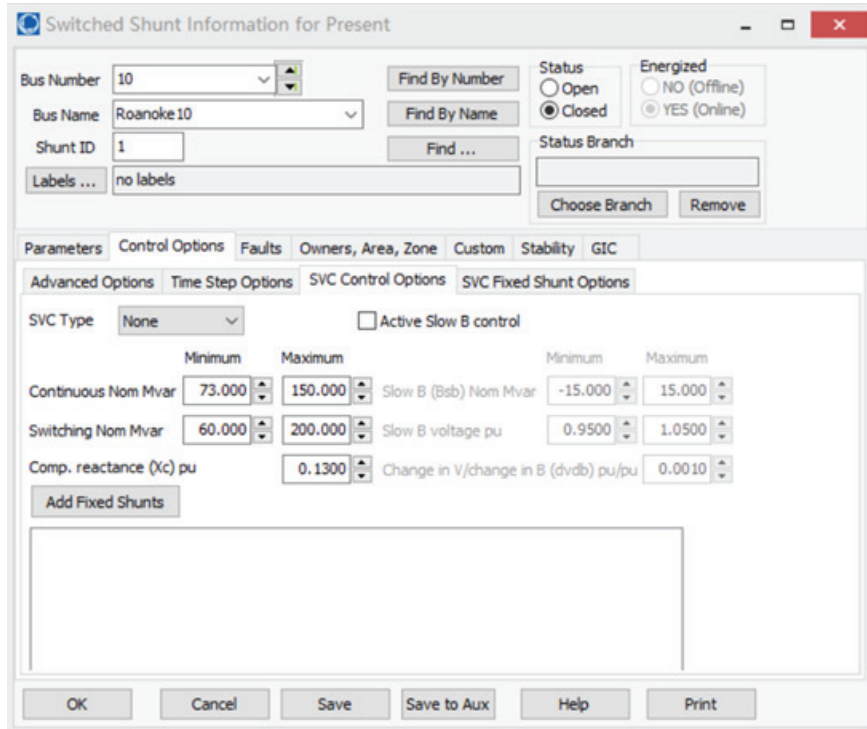 Switched Shunt Information for Present
Bus Number 10 Find By Number Status Energized
Open NO (Offline)
Bus Name Roanoke10 Find By Name Closed YES (Online)
Shunt ID 1 Find ... Status Branch
Labels ... no labels
Choose Branch Remove
Parameters Control Options Faults Owners, Area, Zone Custom Stability GIC
Advanced Options Time Step Options SVC Control Options SVC Fixed Shunt Options
SVC Type None Active Slow B control
Minimum Maximum Minimum Maximum
Continuous Nom Mvar 73.000 150.000 Slow B (Bsb) Nom Mvar -15.000 15.000
Switching Nom Mvar 60.000 200.000 Slow B voltage pu 0.9500 1.0500
Comp. reactance (Xc) pu 0.1300 Change in V/change in B (dvdb) pu/pu 0.0010
Add Fixed Shunts
OK Cancel Save Save to Aux Help Print